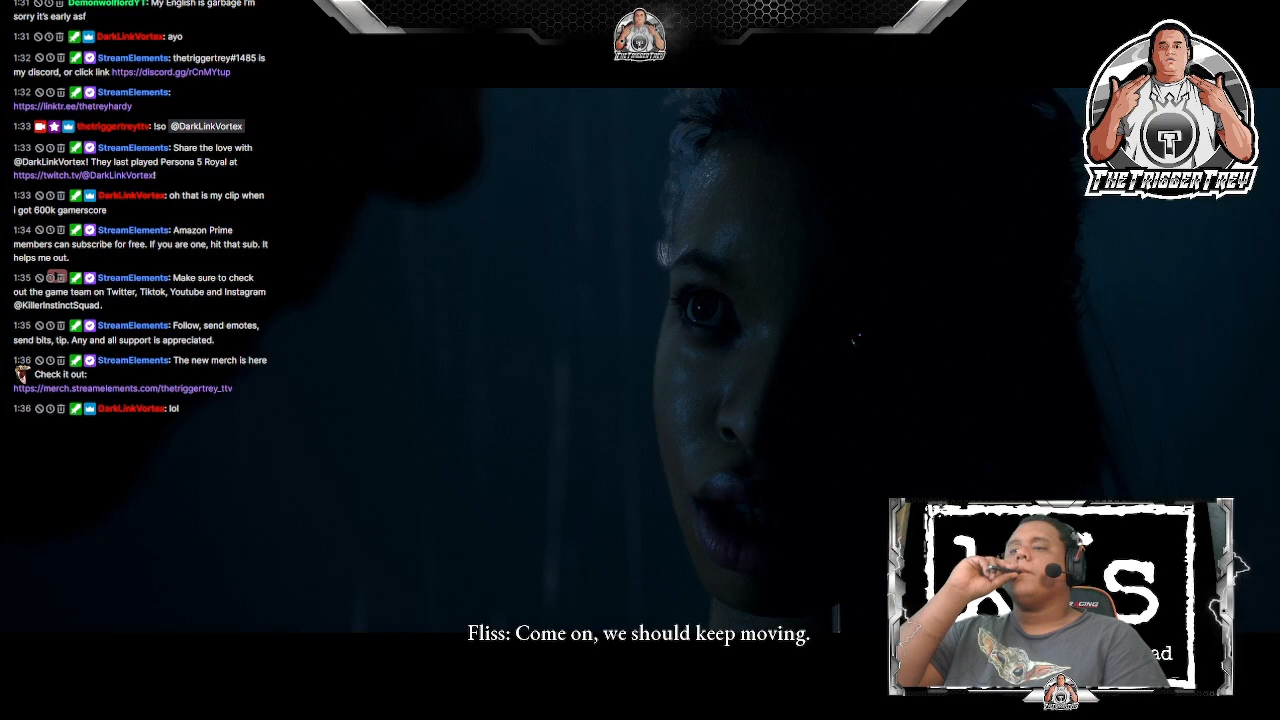 1:31 DemonwolflordYT: My English is garbage I'm
sorry it's early asf
1:31 DarkLinkVortex: ayo
1:32 StreamElements: thetriggertrey#1485 is
my discord, or click link https://discord.gg/rCnMYtup
1:32 StreamElements:
https://linktr.ee/thetreyhardy
1:33 thetriggertreyttv: !so @DarkLinkVortex
1:33 StreamElements: Share the love with
@DarkLinkVortex! They last played Persona 5 Royal at
https://twitch.tv/@DarkLinkVortex!
1:33 DarkLinkVortex: oh that is my clip when
i got 600k gamerscore
1:34 StreamElements: Amazon Prime
members can subscribe for free. If you are one, hit that sub. It
helps me out.
1:35 StreamElements: Make sure to check
out the game team on Twitter, Tiktok, Youtube and Instagram
@KillerInstinctSquad.
1:35 StreamElements: Follow, send emotes,
send bits, tip. Any and all support is appreciated.
1:36 StreamElements: The new merch is here
Check it out:
https://merch.streamelements.com/thetriggertrey_ttv
1:36 DarkLinkVortex: lol
THETRIGGERTREY
T
THETRIGGERTREY
Fliss: Come on, we should keep moving.
k s
RACING
ad